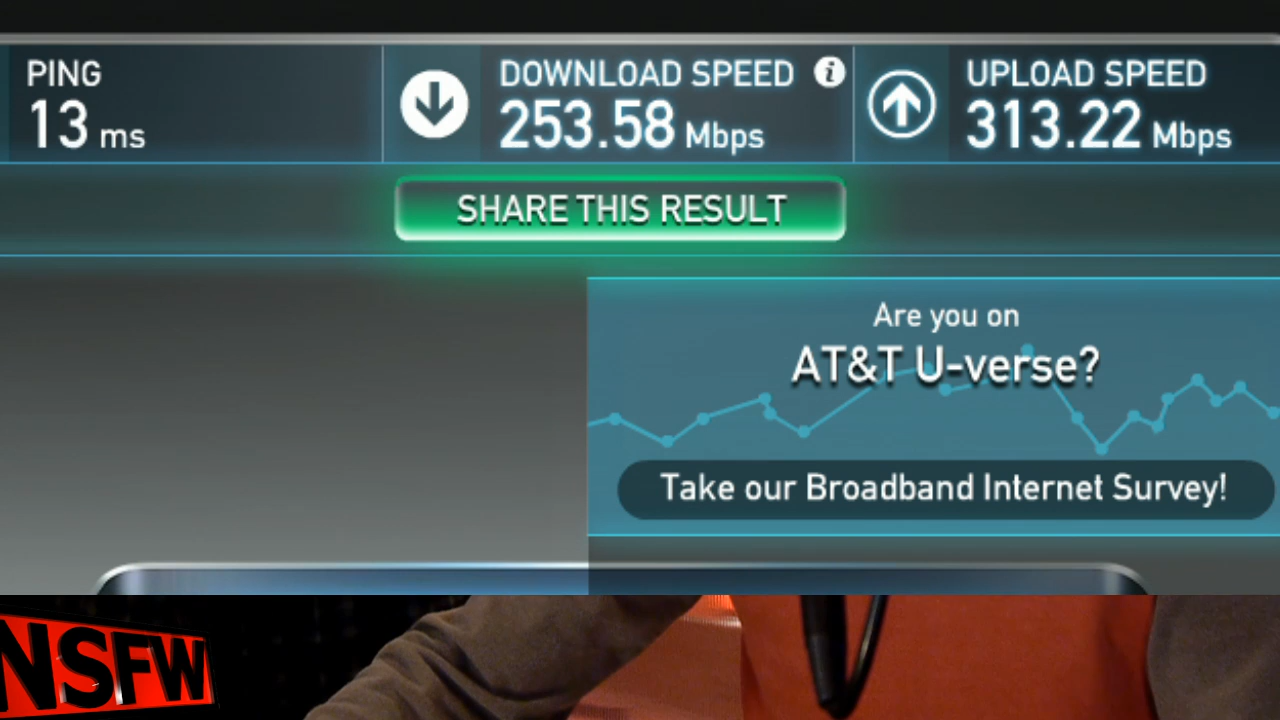 PING
13 ms
DOWNLOAD SPEED i
253.58 Mbps
UPLOAD SPEED
313.22 Mbps
SHARE THIS RESULT
Are you on
AT&T U-verse?
Take our Broadband Internet Survey!
NSFW